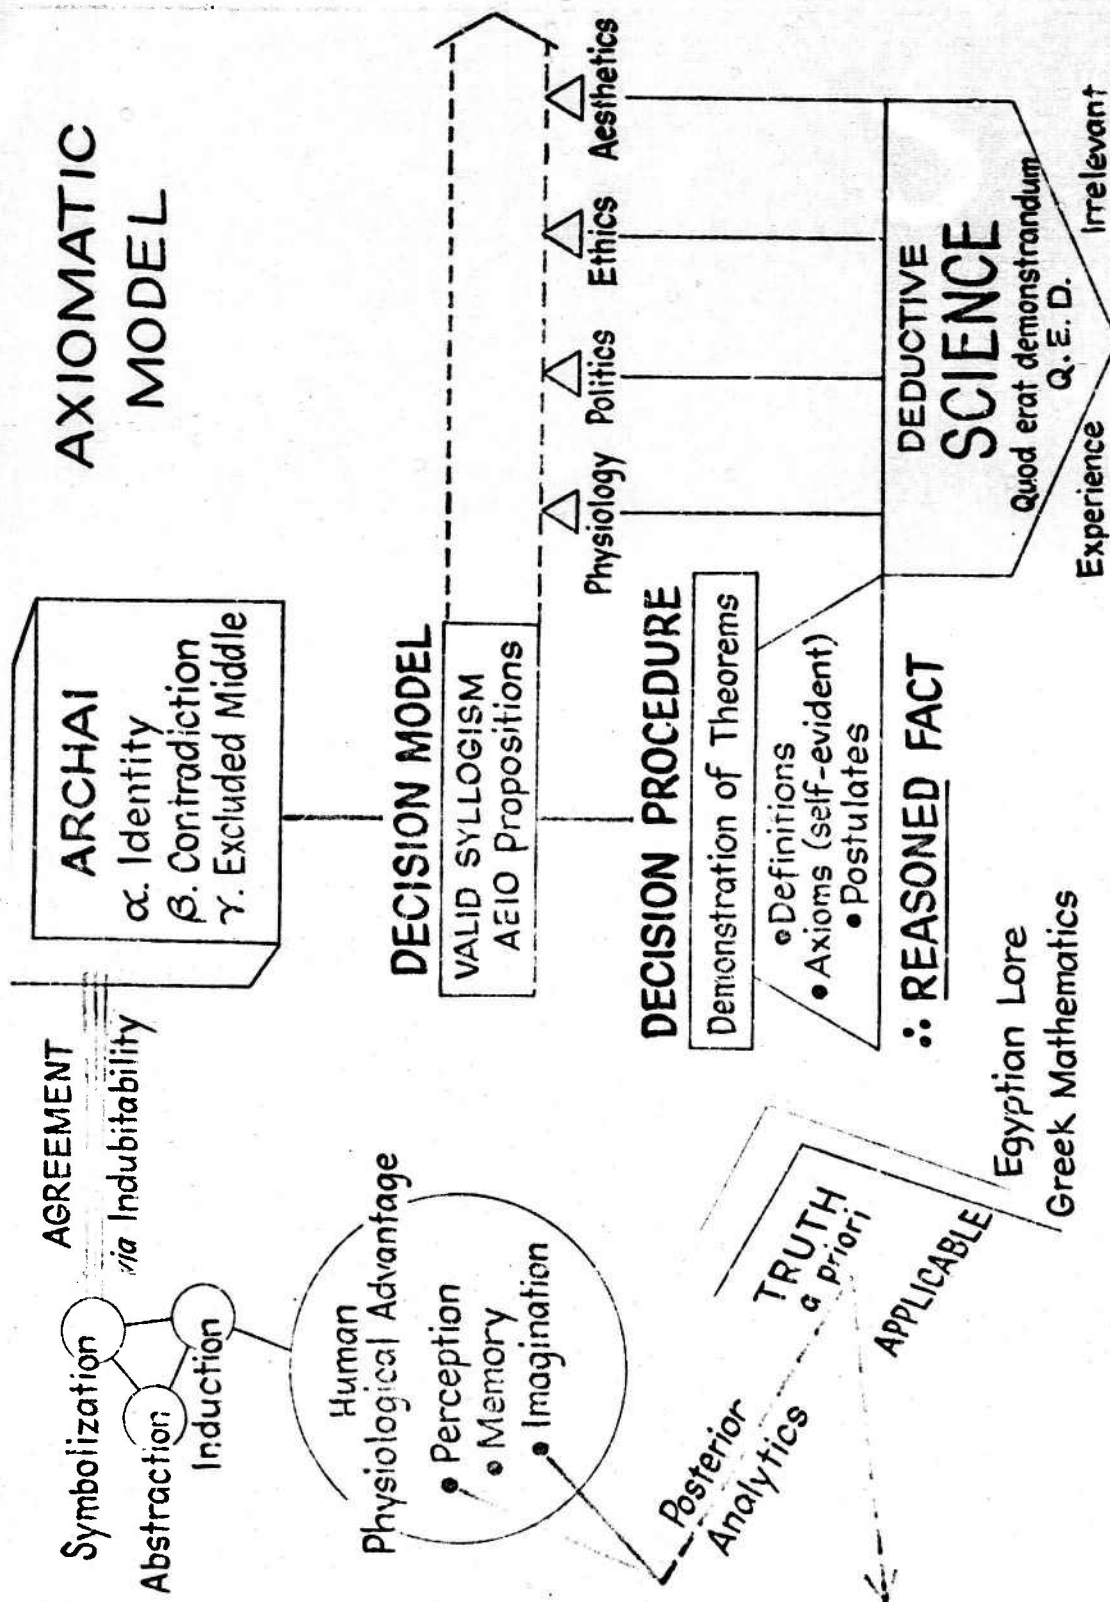 AXIOMATIC
MODEL
Symbolization
Abstraction
Induction
AGREEMENT
via Indubitability
ARCHAI
α. Identity
β. Contradiction
γ. Excluded Middle
Human
Physiological Advantage
• Perception
• Memory
• Imagination
DECISION MODEL
VALID SYLLOGISM
AEIO Propositions
Physiology
Politics
Ethics
Aesthetics
DECISION PROCEDURE
Demonstration of Theorems
• Definitions
• Axioms (self-evident)
• Postulates
∴ REASONED FACT
Posterior
Analytics
TRUTH
a priori
APPLICABLE
Egyptian Lore
Greek Mathematics
DEDUCTIVE
SCIENCE
Quod erat demonstrandum
Q. E. D.
Experience
Irrelevant